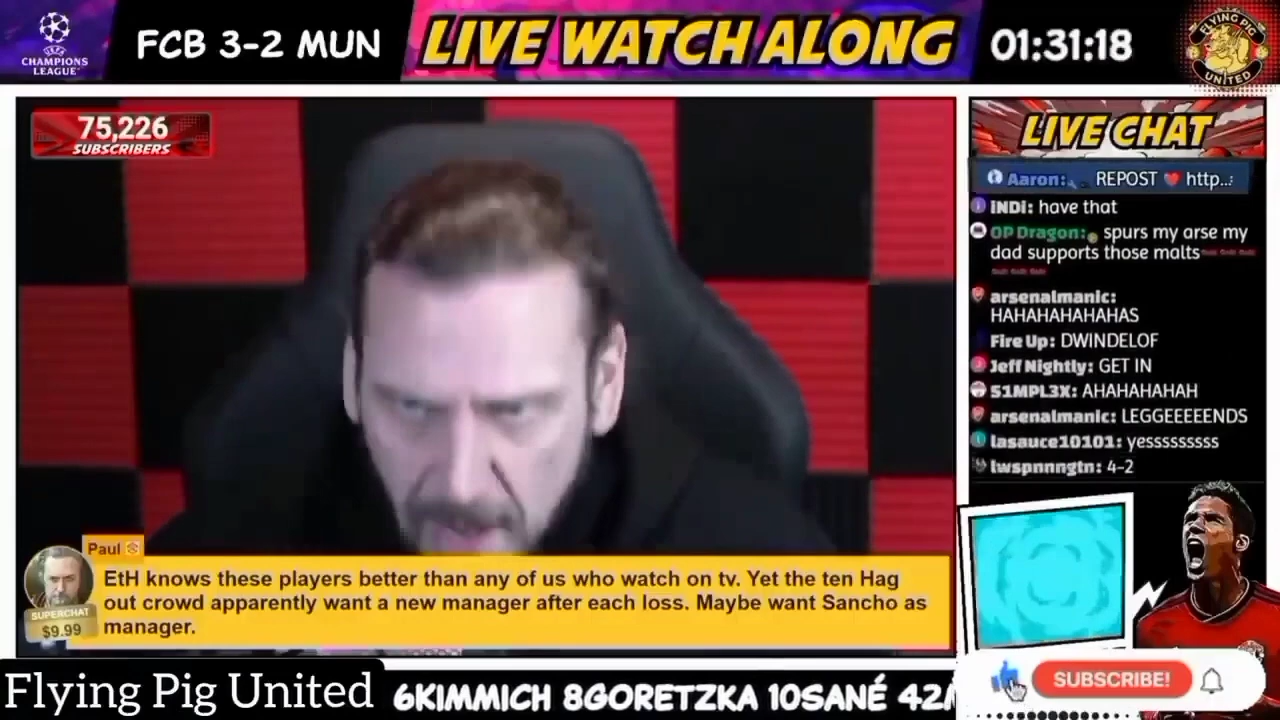 UEFA
CHAMPIONS
LEAGUE
FCB 3-2 MUN
LIVE WATCH ALONG
01:31:18
FLYING PIG
UNITED
75,226
SUBSCRIBERS
LIVE CHAT
Aaron: REPOST ❤️ http...
iNDi: have that
OP Dragon: spurs my arse my
dad supports those malts
arsenalmanic:
HAHAHAHAHAHAS
Fire Up: DWINDELOF
Jeff Nightly: GET IN
S1MPL3X: AHAHAHAHAH
arsenalmanic: LEGGEEEEENDS
lasauce10101: yesssssssss
lwspnnngtn: 4-2
Paul
EtH knows these players better than any of us who watch on tv. Yet the ten Hag
out crowd apparently want a new manager after each loss. Maybe want Sancho as
manager.
SUPERCHAT
$9.99
Flying Pig United
6KIMMICH 8GORETZKA 10SANÉ 42
SUBSCRIBE!